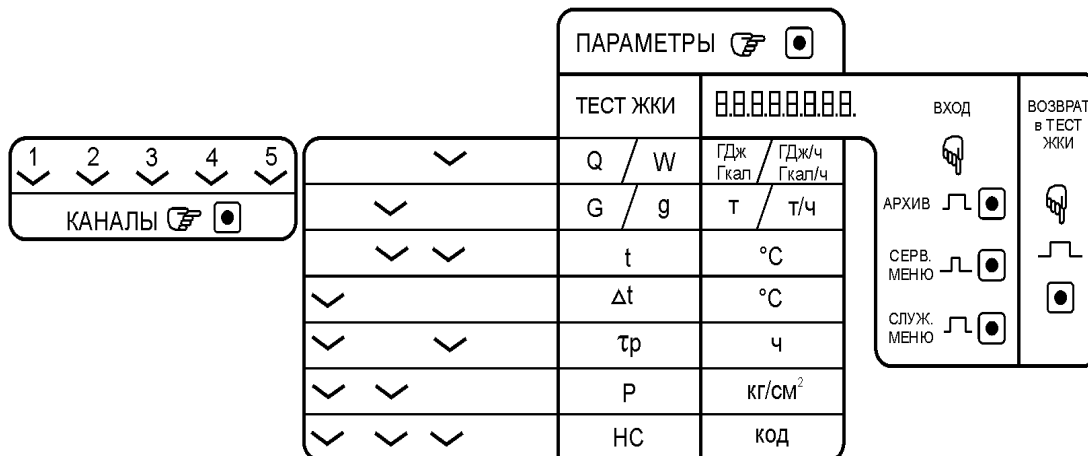 ПАРАМЕТРЫ
ТЕСТ ЖКИ 8.8.8.8.8.8.8.8.
1 2 3 4 5
КАНАЛЫ
Q / W ГДж / ГДж/ч
Гкал / Гкал/ч
G / g т / т/ч
t °C
Δt °C
τр ч
P кг/см²
НС код
ВХОД
АРХИВ
СЕРВ.
МЕНЮ
СЛУЖ.
МЕНЮ
ВОЗВРАТ
в ТЕСТ
ЖКИ